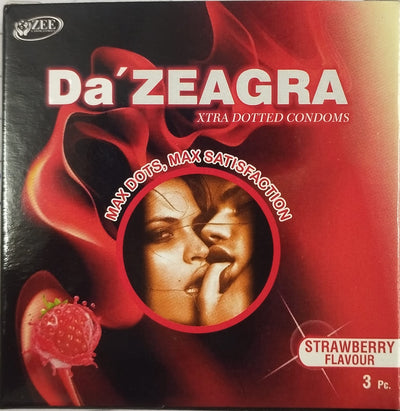 ZEE
Da'ZEAGRA
XTRA DOTTED CONDOMS
MAX DOTS, MAX SATISFACTION
STRAWBERRY
FLAVOUR
3 Pc.